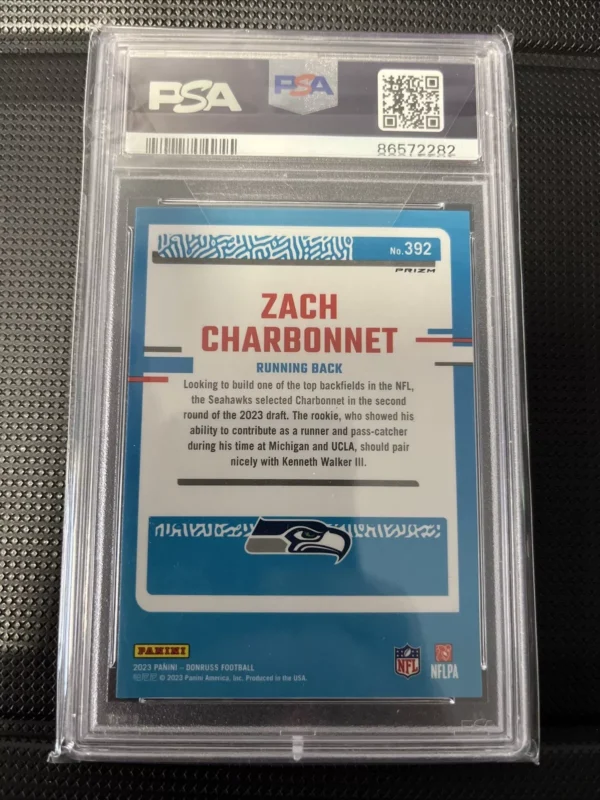 PSA
PSA
86572282
No. 392
PRIZM
ZACH
CHARBONNET
RUNNING BACK
Looking to build one of the top backfields in the NFL,
the Seahawks selected Charbonnet in the second
round of the 2023 draft. The rookie, who showed his
ability to contribute as a runner and pass-catcher
during his time at Michigan and UCLA, should pair
nicely with Kenneth Walker III.
PANINI
2023 PANINI – DONRUSS FOOTBALL
© 2023 Panini America, Inc. Produced in the USA.
NFL
NFLPA
PSA